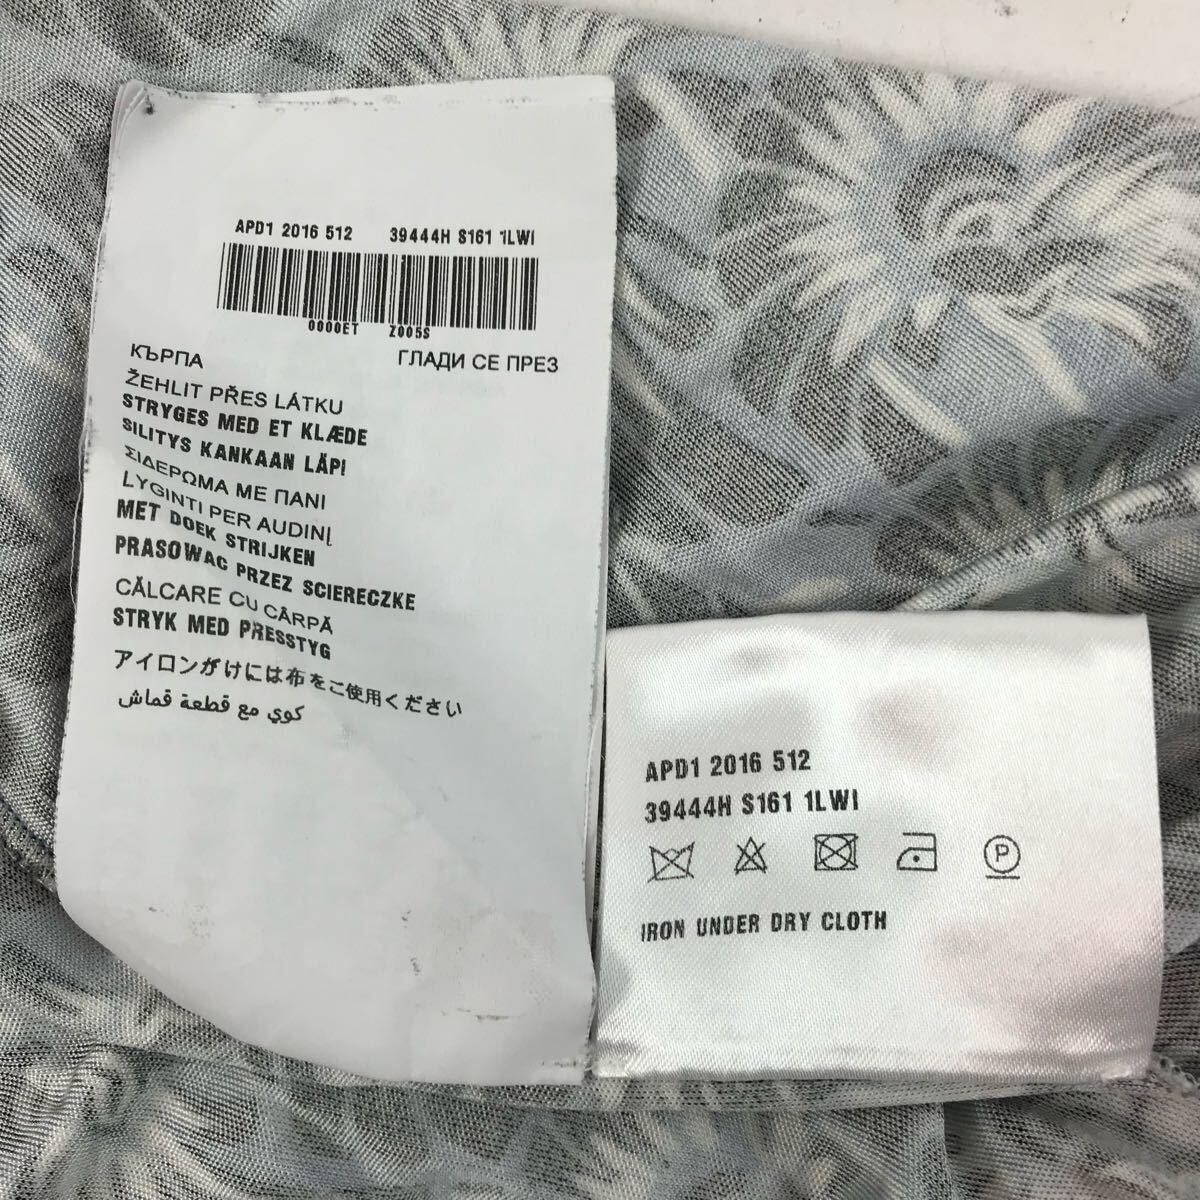 APD1 2016 512 39444H S161 1LWI
0000ET Z005S
КЪРПА ГЛАДИ СЕ ПРЕЗ
ŽEHLIT PŘES LÁTKU
STRYGES MED ET KLÆDE
SILITYS KANKAAN LÄPI
ΣΙΔΕΡΩΜΑ ΜΕ ΠΑΝΙ
LYGINTI PER AUDINĮ
MET DOEK STRIJKEN
PRASOWAC PRZEZ SCIERECZKE
CĂLCARE CU CÂRPĂ
STRYK MED PRESSTYG
アイロンがけには布をご使用ください
كوي مع قطعة قماش
APD1 2016 512
39444H S161 1LWI
P
IRON UNDER DRY CLOTH